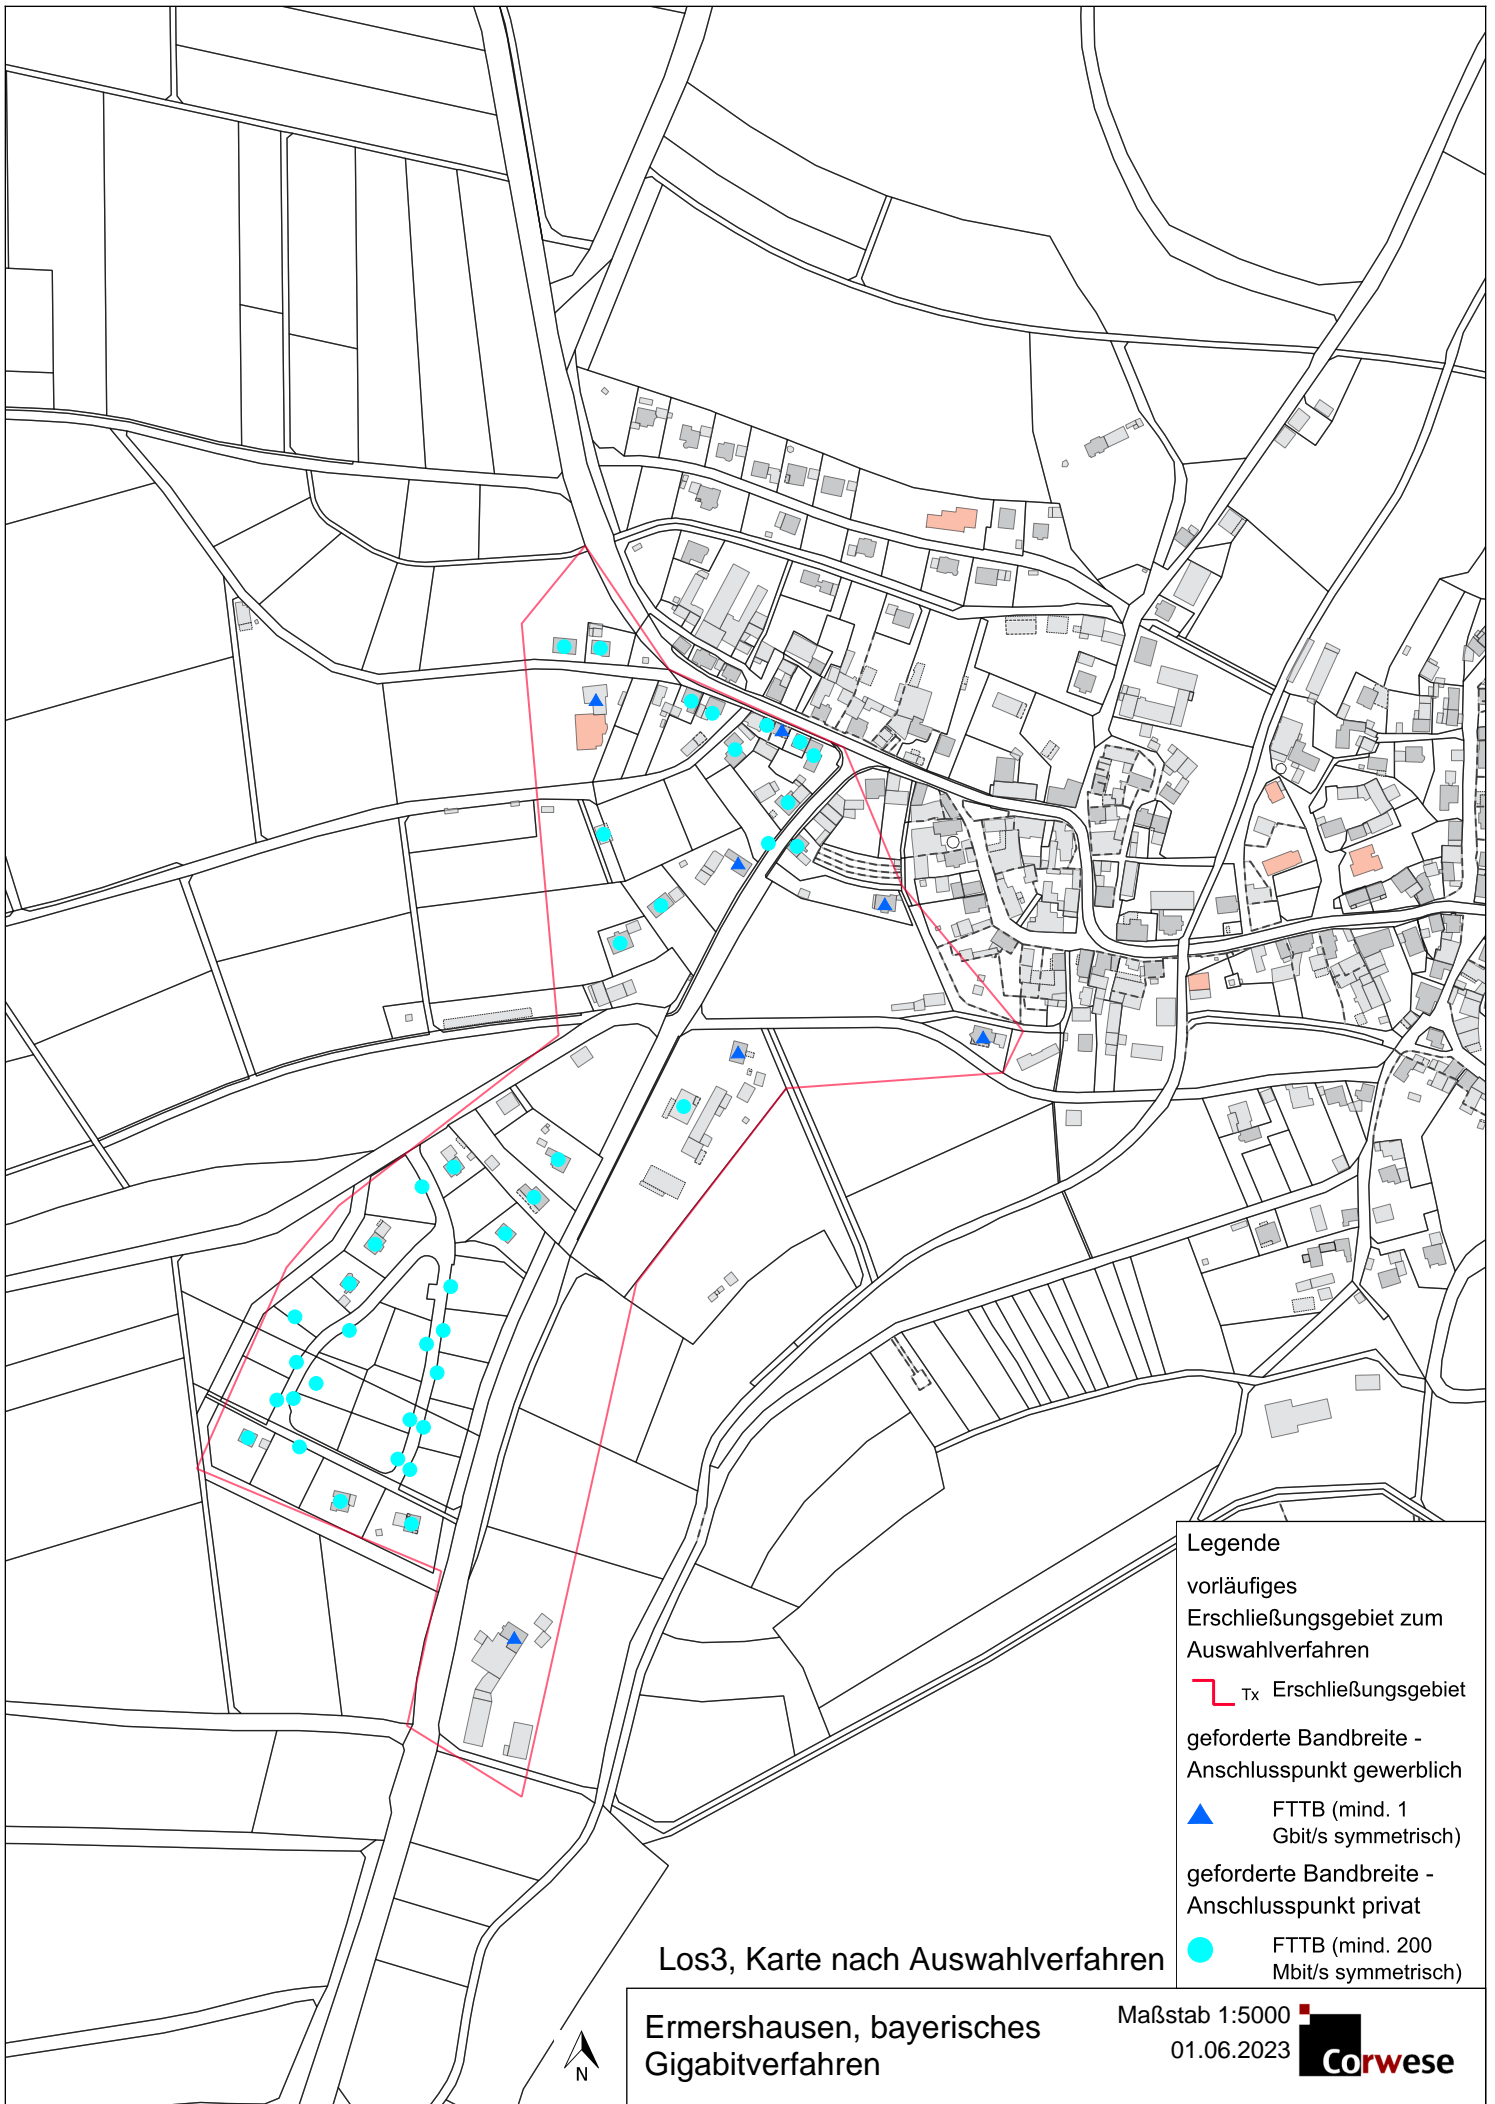 Legende
vorläufiges
Erschließungsgebiet zum
Auswahlverfahren
Tx Erschließungsgebiet
geforderte Bandbreite -
Anschlusspunkt gewerblich
FTTB (mind. 1
Gbit/s symmetrisch)
geforderte Bandbreite -
Anschlusspunkt privat
FTTB (mind. 200
Mbit/s symmetrisch)
Los3, Karte nach Auswahlverfahren
Ermershausen, bayerisches
Gigabitverfahren
Maßstab 1:5000
01.06.2023
Corwese
N